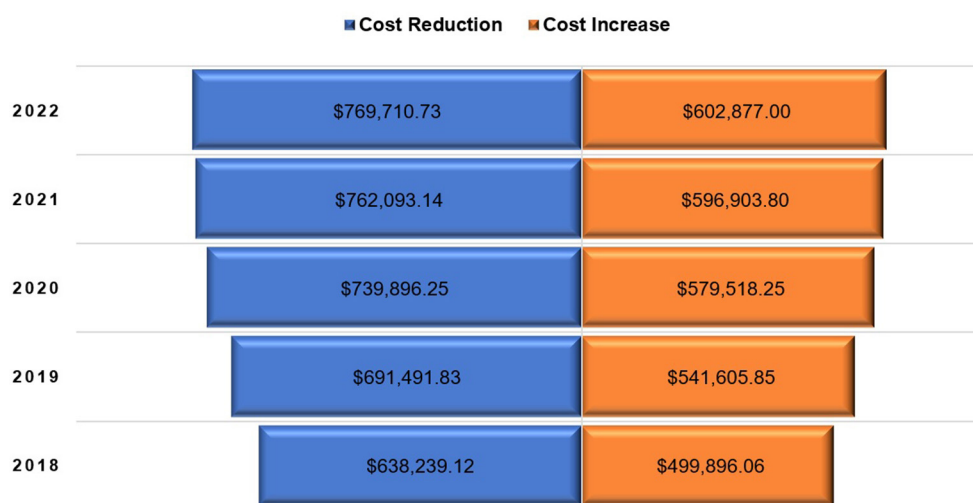 Cost Reduction Cost Increase
2022 $769,710.73 $602,877.00
2021 $762,093.14 $596,903.80
2020 $739,896.25 $579,518.25
2019 $691,491.83 $541,605.85
2018 $638,239.12 $499,896.06